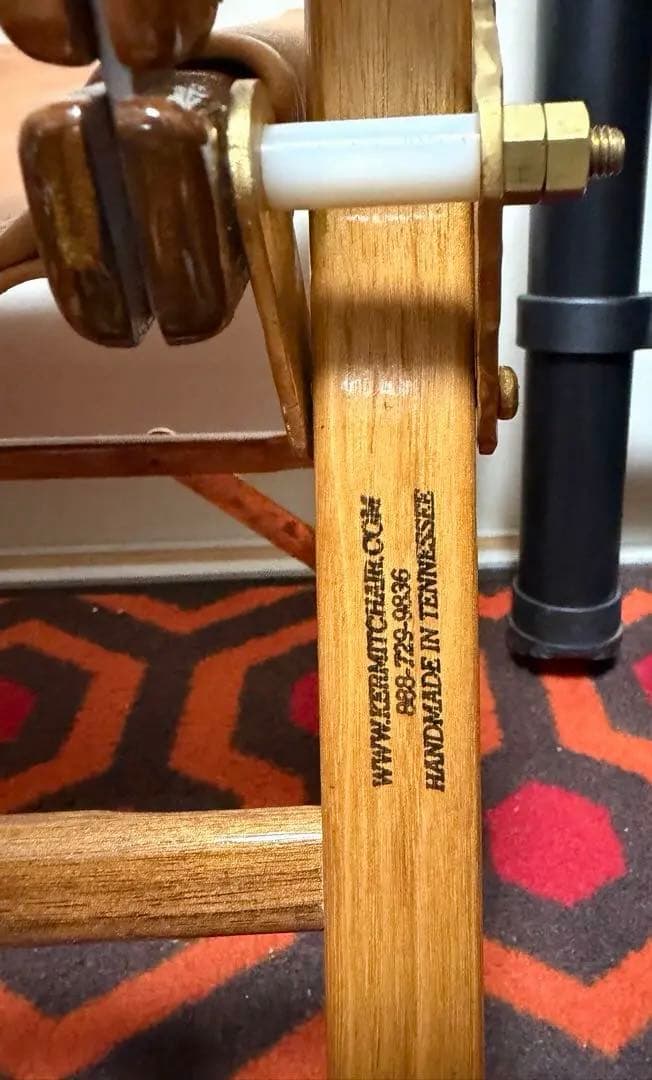 WWW.KERMITCHAIR.COM
888-729-9836
HANDMADE IN TENNESSEE